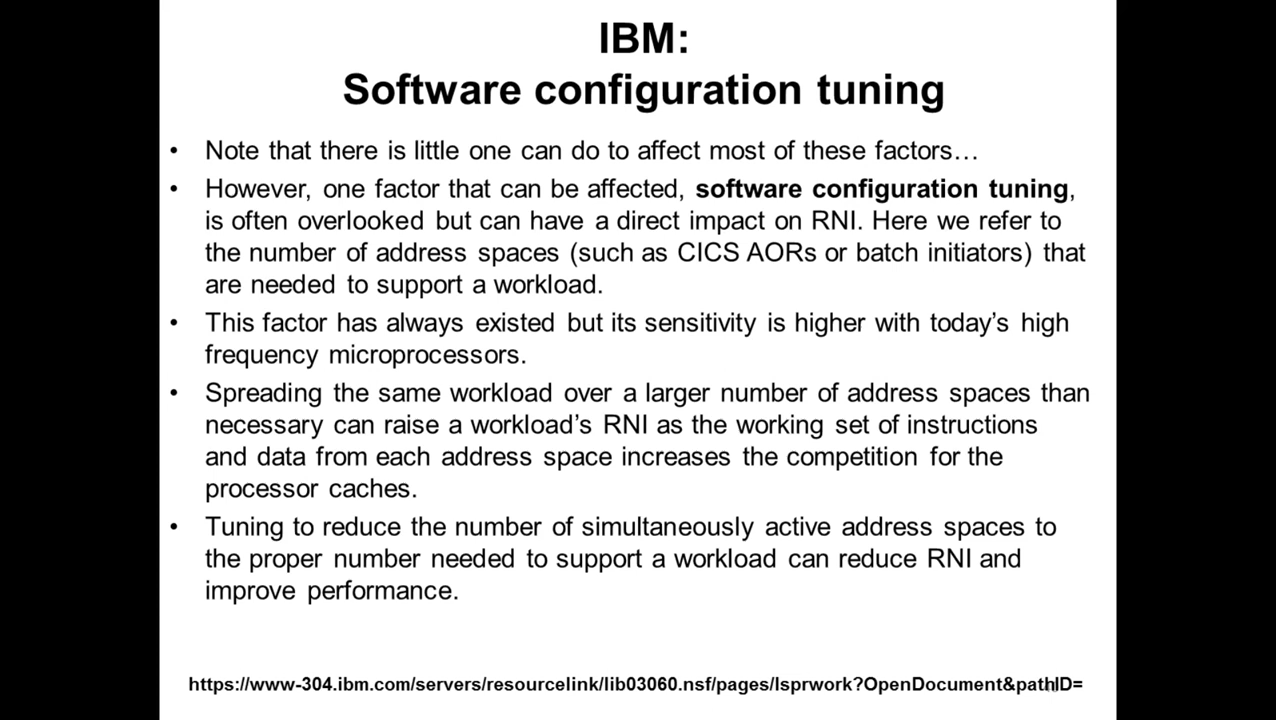 IBM:
Software configuration tuning
• Note that there is little one can do to affect most of these factors…
• However, one factor that can be affected, software configuration tuning,
is often overlooked but can have a direct impact on RNI. Here we refer to
the number of address spaces (such as CICS AORs or batch initiators) that
are needed to support a workload.
• This factor has always existed but its sensitivity is higher with today’s high
frequency microprocessors.
• Spreading the same workload over a larger number of address spaces than
necessary can raise a workload’s RNI as the working set of instructions
and data from each address space increases the competition for the
processor caches.
• Tuning to reduce the number of simultaneously active address spaces to
the proper number needed to support a workload can reduce RNI and
improve performance.
https://www-304.ibm.com/servers/resourcelink/lib03060.nsf/pages/lsprwork?OpenDocument&pathID=